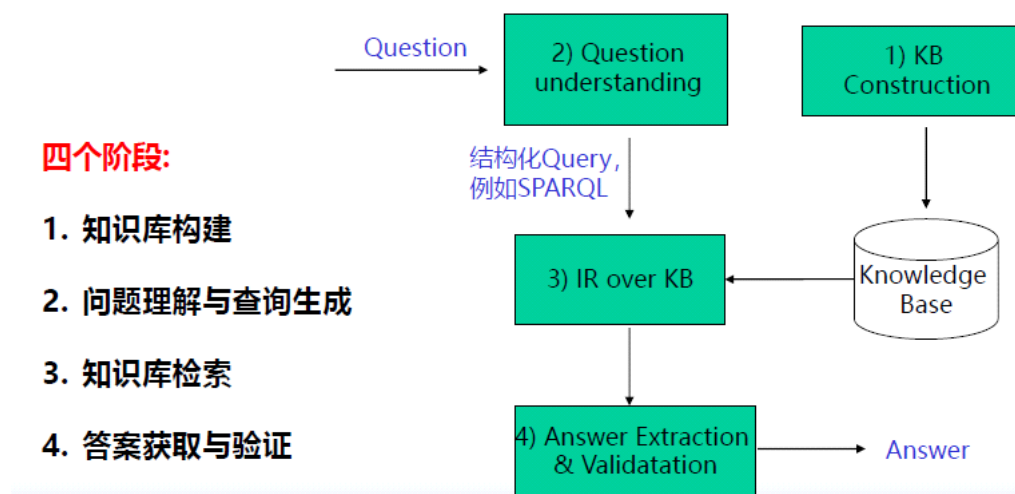 Question
2) Question
understanding
1) KB
Construction
四个阶段:
结构化Query,
例如SPARQL
1. 知识库构建
2. 问题理解与查询生成
3) IR over KB
Knowledge
Base
3. 知识库检索
4. 答案获取与验证
4) Answer Extraction
& Validatation
Answer